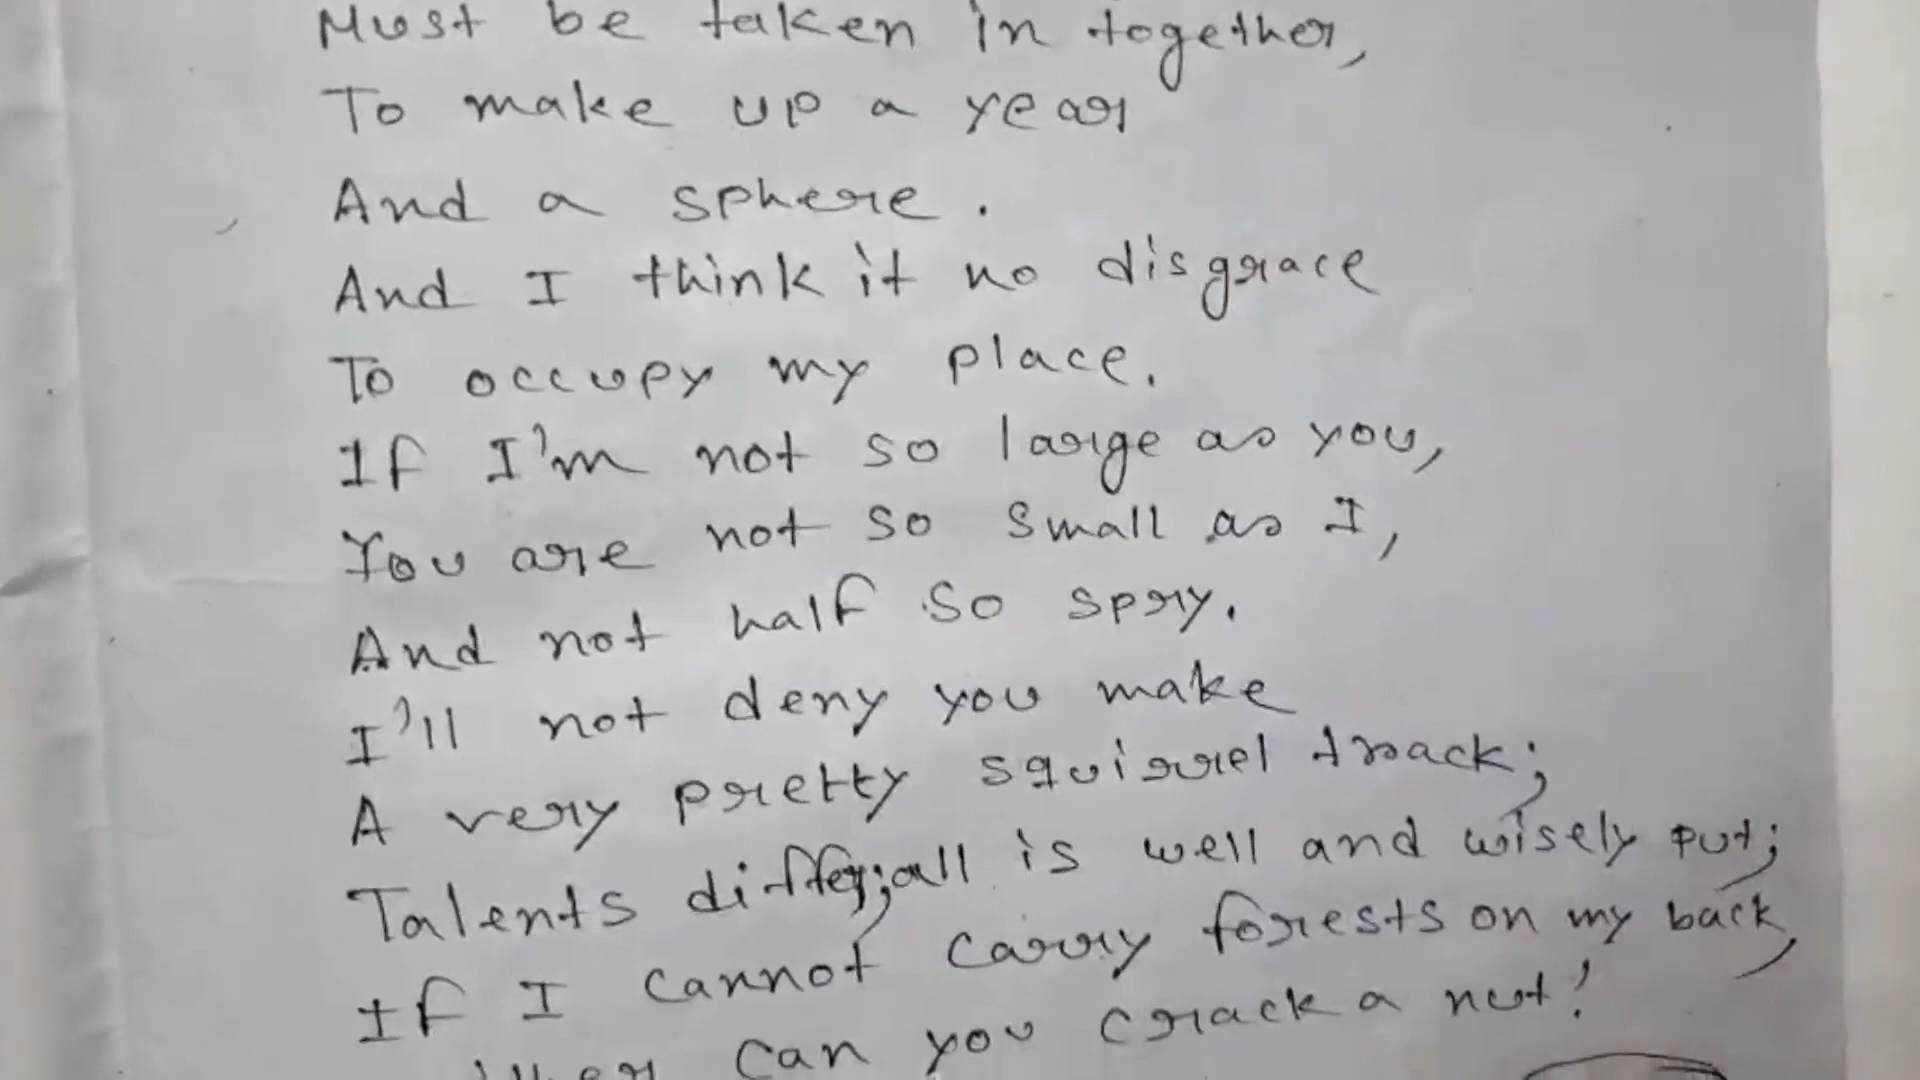 Must be taken in together,
To make up a year
And a sphere.
And I think it no disgrace
To occupy my place.
If I'm not so large as you,
You are not so small as I,
And not half so spry.
I'll not deny you make
A very pretty squirrel track;
Talents differ; all is well and wisely put;
If I cannot carry forests on my back,
can you crack a nut!